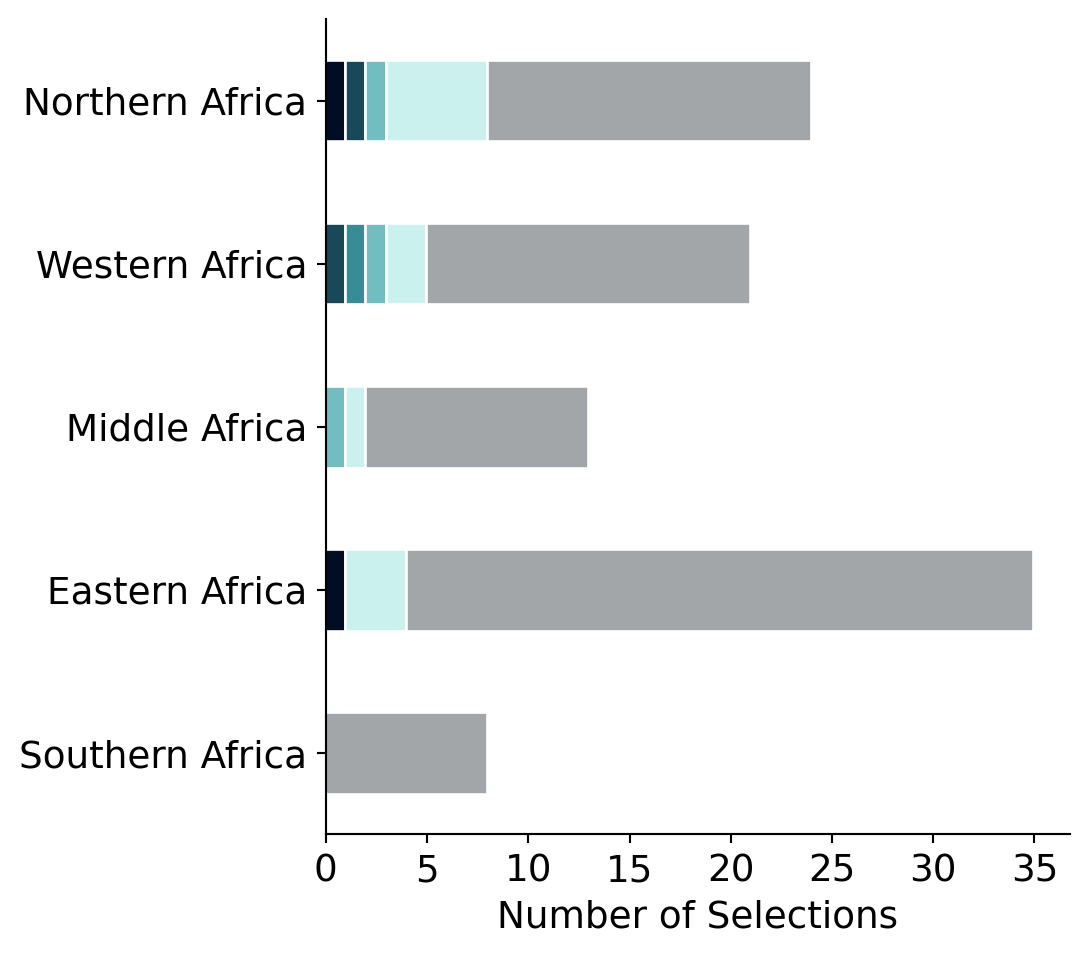 Northern Africa
Western Africa
Middle Africa
Eastern Africa
Southern Africa
0 5 10 15 20 25 30 35
Number of Selections